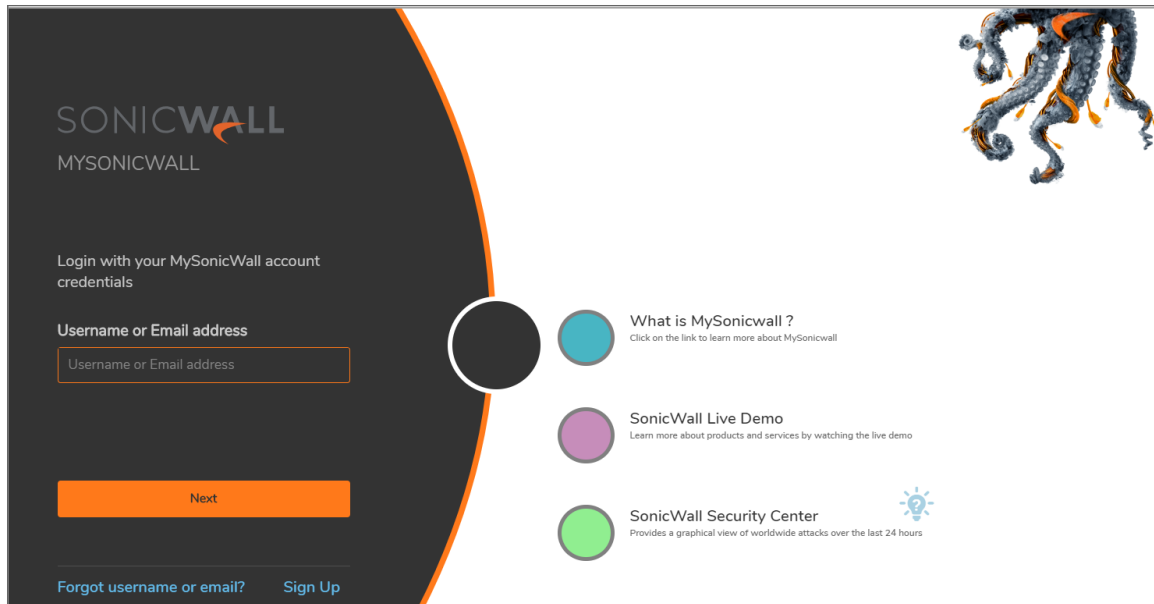 SONICWALL
MYSONICWALL
Login with your MySonicWall account
credentials
Username or Email address
Username or Email address
Next
Forgot username or email? Sign Up
What is MySonicwall ?
Click on the link to learn more about MySonicwall
SonicWall Live Demo
Learn more about products and services by watching the live demo
SonicWall Security Center
Provides a graphical view of worldwide attacks over the last 24 hours
?